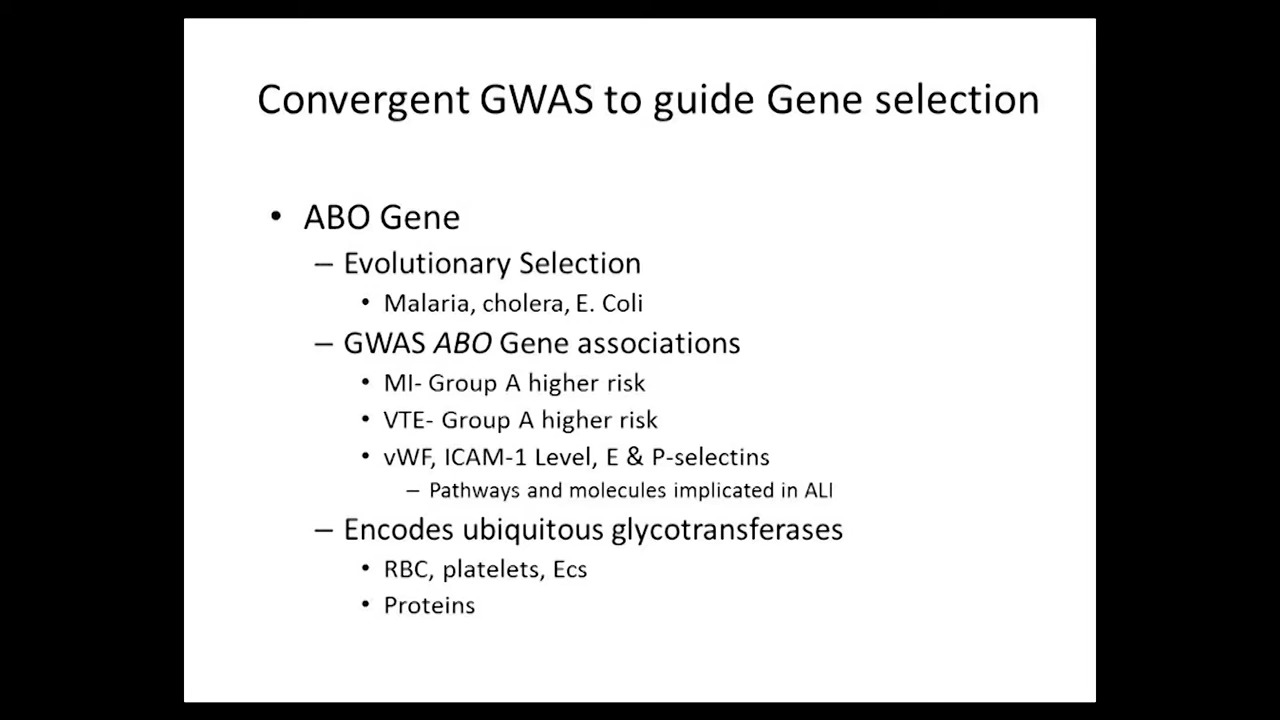 Convergent GWAS to guide Gene selection
• ABO Gene
– Evolutionary Selection
• Malaria, cholera, E. Coli
– GWAS ABO Gene associations
• MI- Group A higher risk
• VTE- Group A higher risk
• vWF, ICAM-1 Level, E & P-selectins
– Pathways and molecules implicated in ALI
– Encodes ubiquitous glycotransferases
• RBC, platelets, Ecs
• Proteins